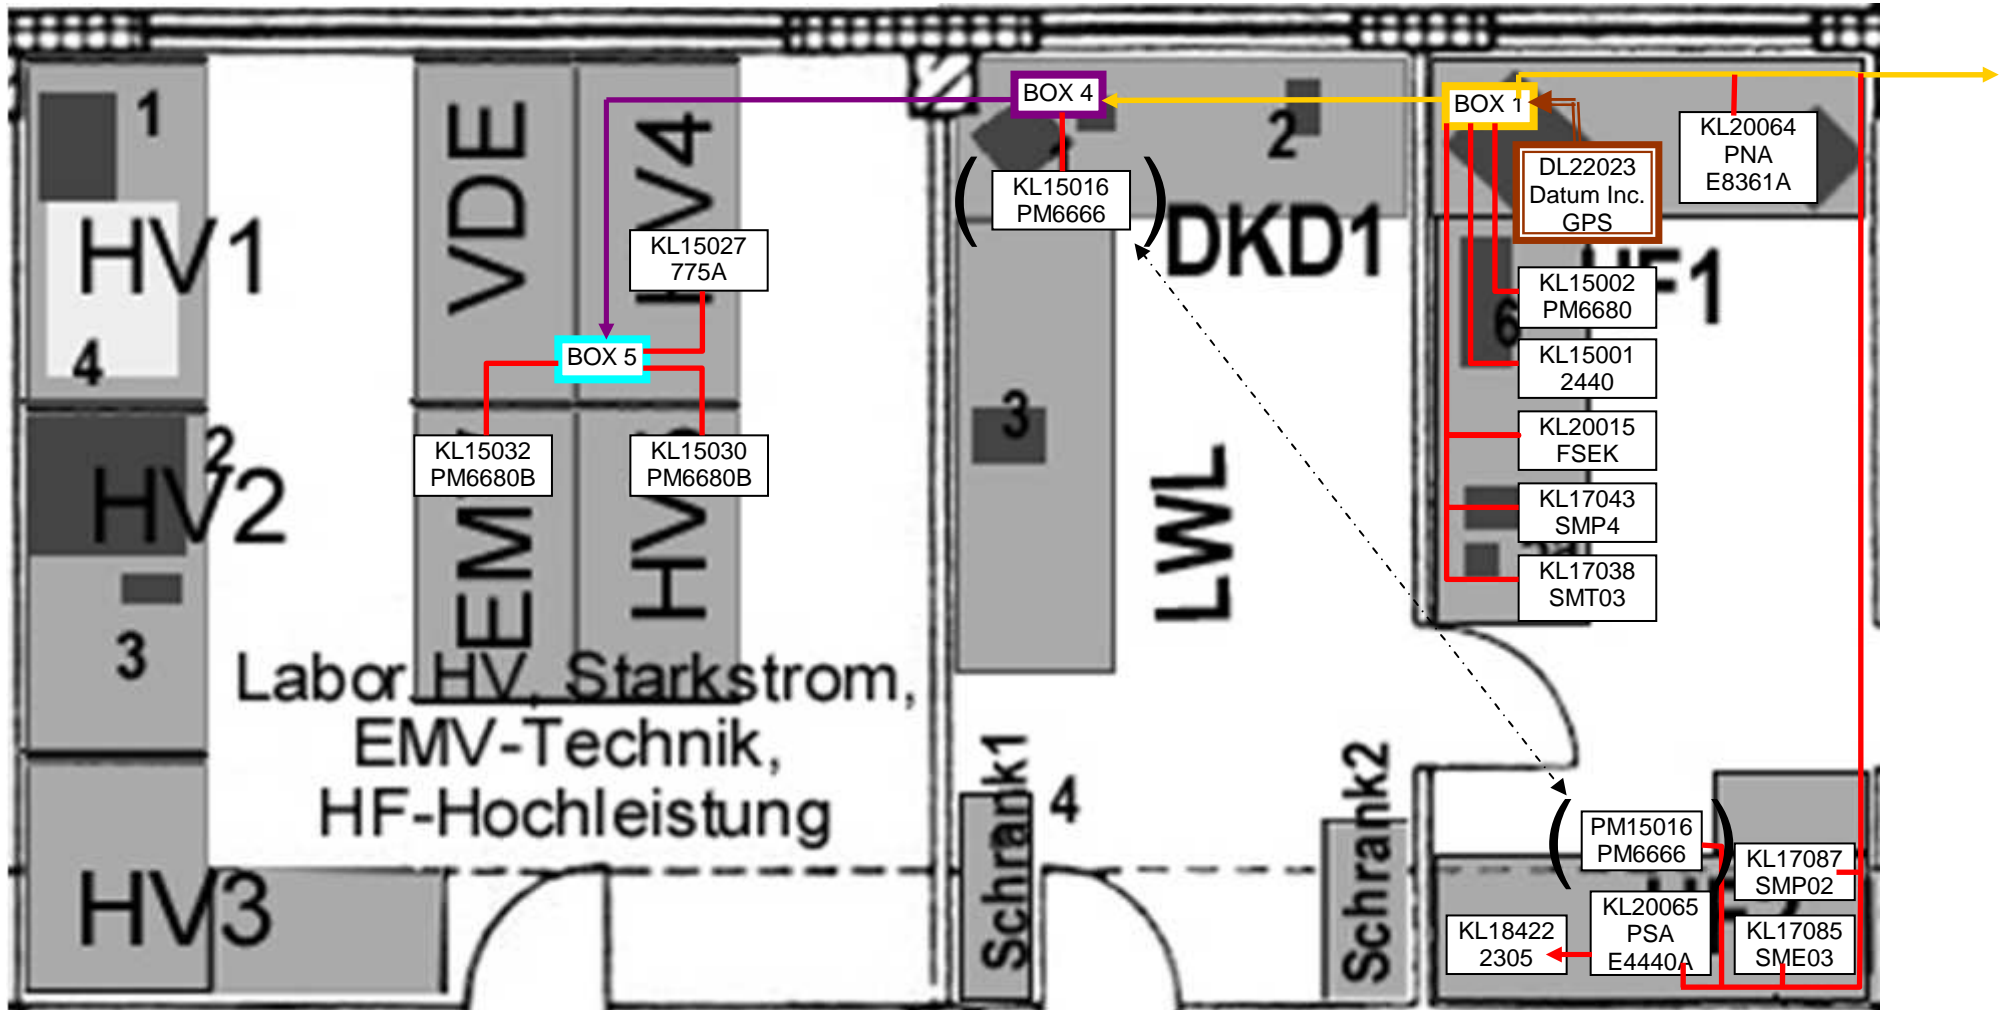 1
HV1
4
2
HV2
3
HV3
VDE
HV4
KL15027
775A
BOX 5
KL15032
PM6680B
KL15030
PM6680B
Labor HV, Starkstrom,
EMV-Technik,
HF-Hochleistung
BOX 4
2
KL15016
PM6666
DKD1
3
LWL
Schrank1
4
Schrank2
BOX 1
DL22023
Datum Inc.
GPS
KL20064
PNA
E8361A
KL15002
PM6680
6
KL15001
2440
KL20015
FSEK
KL17043
SMP4
KL17038
SMT03
PM15016
PM6666
KL17087
SMP02
KL18422
2305
KL20065
PSA
E4440A
KL17085
SME03